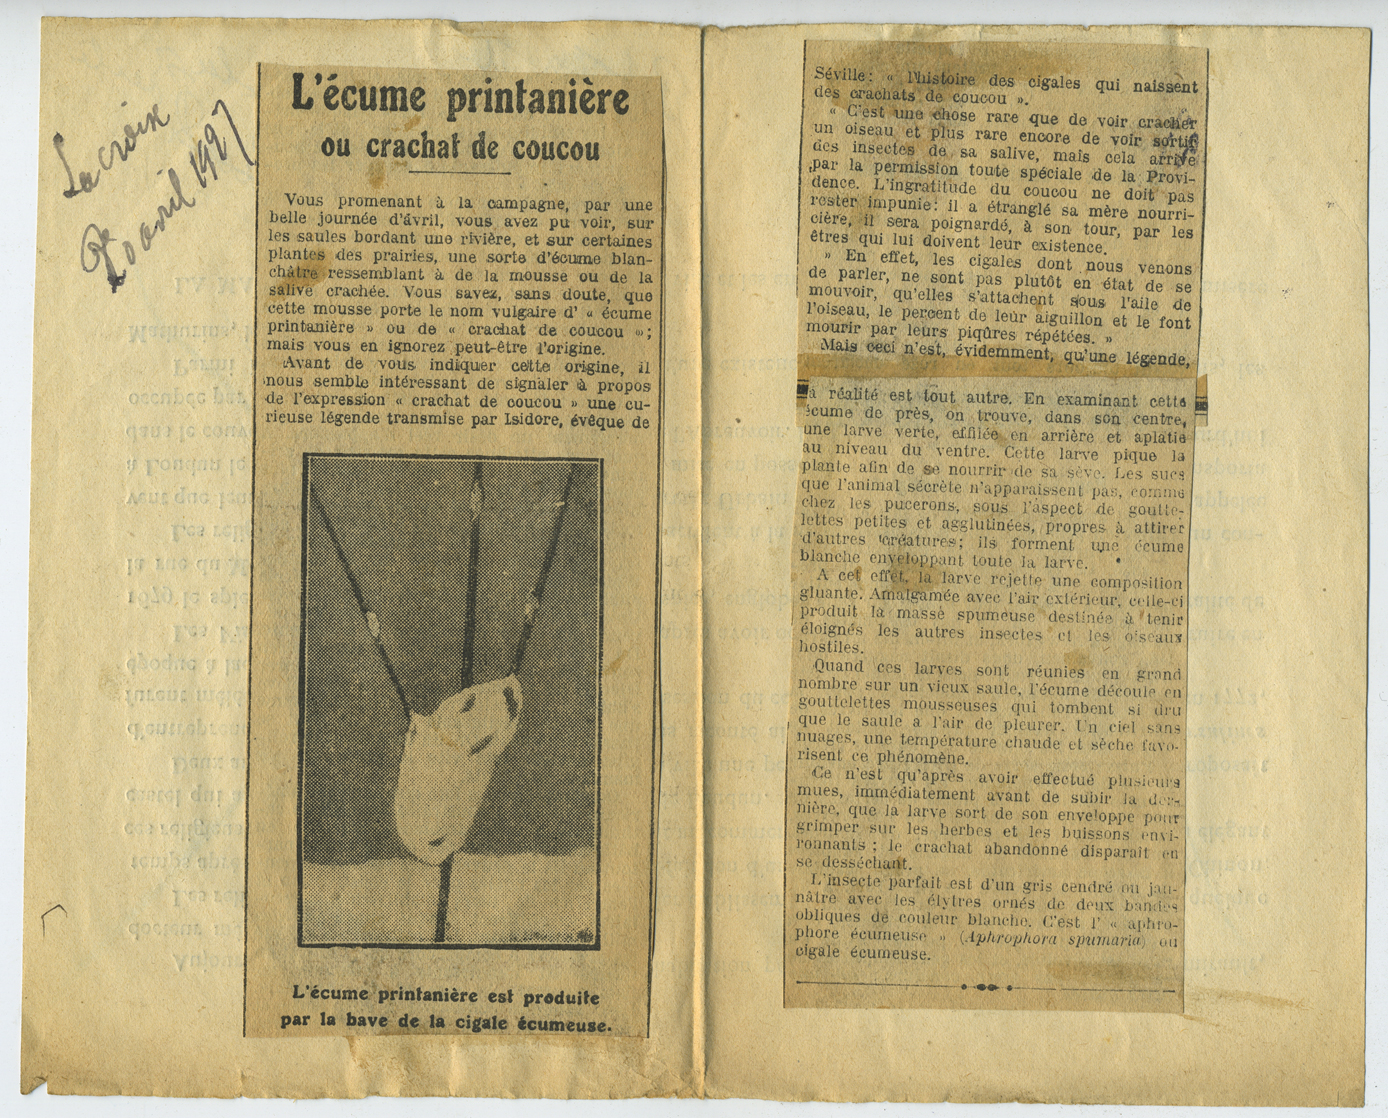 La Croix
20 avril 1927
L'écume printanière
ou crachat de coucou
Vous promenant à la campagne, par une
belle journée d'avril, vous avez pu voir, sur
les saules bordant une rivière, et sur certaines
plantes des prairies, une sorte d'écume blan-
châtre ressemblant à de la mousse ou de la
salive crachée. Vous savez, sans doute, que
cette mousse porte le nom vulgaire d' « écume
printanière » ou de « crachat de coucou »;
mais vous en ignorez peut-être l'origine.
Avant de vous indiquer cette origine, il
nous semble intéressant de signaler à propos
de l'expression « crachat de coucou » une cu-
rieuse légende transmise par Isidore, évêque de
L'écume printanière est produite
par la bave de la cigale écumeuse.
Séville: « l'histoire des cigales qui naissent
des crachats de coucou ».
« C'est une chose rare que de voir cracher
un oiseau et plus rare encore de voir sortir
des insectes de sa salive, mais cela arrive
par la permission toute spéciale de la Provi-
dence. L'ingratitude du coucou ne doit pas
rester impunie: il a étranglé sa mère nourri-
cière, il sera poignardé, à son tour, par les
êtres qui lui doivent leur existence.
» En effet, les cigales dont nous venons
de parler, ne sont pas plutôt en état de se
mouvoir, qu'elles s'attachent sous l'aile de
l'oiseau, le percent de leur aiguillon et le font
mourir par leurs piqûres répétées. »
Mais ceci n'est, évidemment, qu'une légende,
la réalité est tout autre. En examinant cette
écume de près, on trouve, dans son centre,
une larve verte, effilée en arrière et aplatie
au niveau du ventre. Cette larve pique la
plante afin de se nourrir de sa sève. Les sucs
que l'animal sécrète n'apparaissent pas, comme
chez les pucerons, sous l'aspect de goutte-
lettes petites et agglutinées, propres à attirer
d'autres créatures; ils forment une écume
blanche enveloppant toute la larve.
A cet effet, la larve rejette une composition
gluante. Amalgamée avec l'air extérieur, celle-ci
produit la masse spumeuse destinée à tenir
éloignés les autres insectes et les oiseaux
hostiles.
Quand ces larves sont réunies en grand
nombre sur un vieux saule, l'écume découle en
gouttelettes mousseuses qui tombent si dru
que le saule a l'air de pleurer. Un ciel sans
nuages, une température chaude et sèche favo-
risent ce phénomène.
Ce n'est qu'après avoir effectué plusieurs
mues, immédiatement avant de subir la der-
nière, que la larve sort de son enveloppe pour
grimper sur les herbes et les buissons envi-
ronnants; le crachat abandonné disparaît en
se desséchant.
L'insecte parfait est d'un gris cendré ou jau-
nâtre avec les élytres ornés de deux bandes
obliques de couleur blanche. C'est l' « aphro-
phore écumeuse » (Aphrophora spumaria) ou
cigale écumeuse.